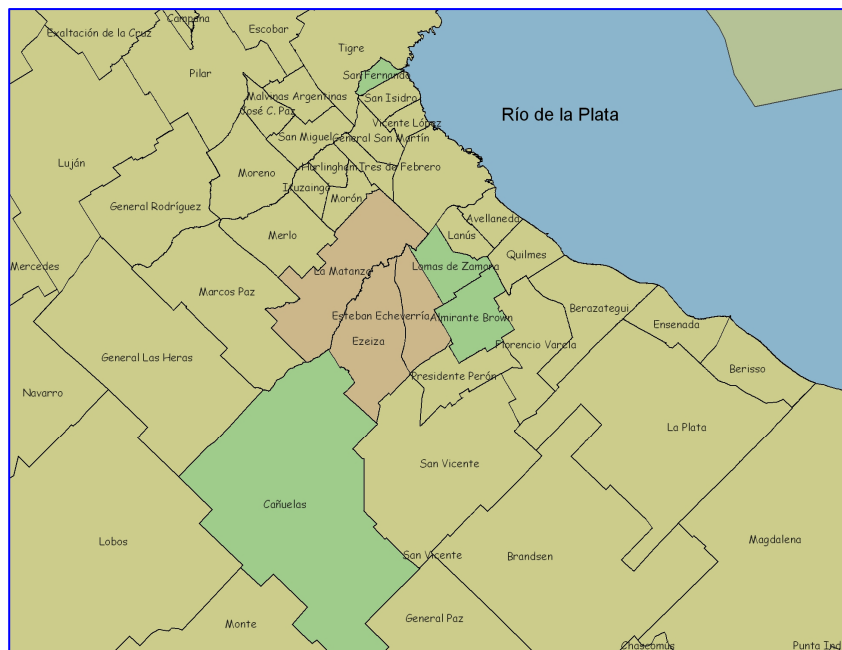 Exaltación de la Cruz
Campana
Escobar
Tigre
Pilar
San Fernando
Malvinas Argentinas
San Isidro
José C. Paz
Río de la Plata
Vicente López
San Miguel
General San Martín
Luján
Moreno
Hurlingham
Tres de Febrero
Ituzaingó
Morón
General Rodríguez
Avellaneda
Merlo
Lanús
Quilmes
Mercedes
La Matanza
Lomas de Zamora
Marcos Paz
Berazategui
Esteban Echeverría
Almirante Brown
Ensenada
Ezeiza
Florencio Varela
General Las Heras
Berisso
Presidente Perón
Navarro
La Plata
San Vicente
Cañuelas
Lobos
Magdalena
San Vicente
Brandsen
Monte
General Paz
Chascomús
Punta Ind